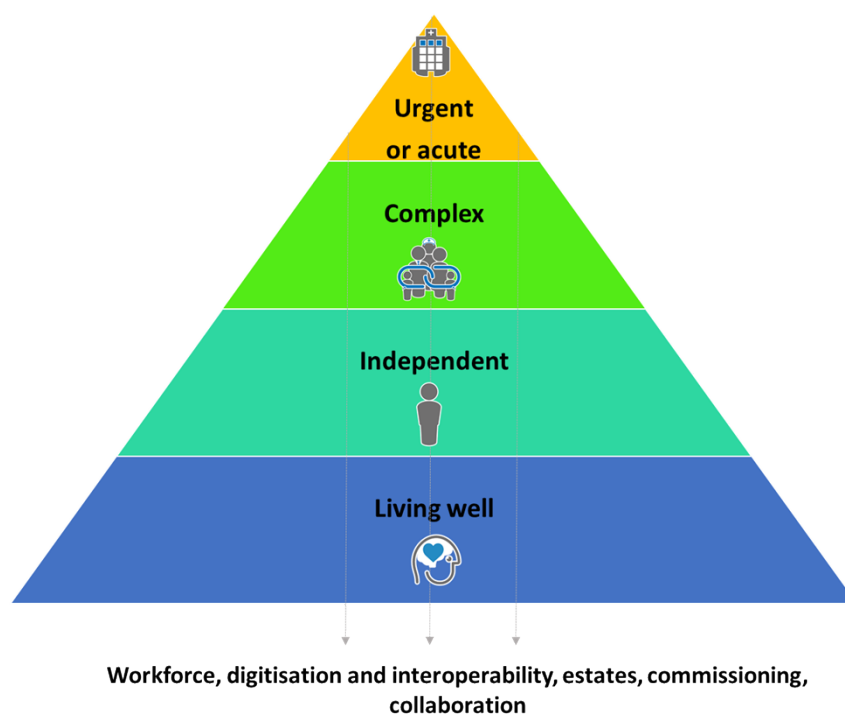 Urgent
or acute
Complex
Independent
Living well
Workforce, digitisation and interoperability, estates, commissioning,
collaboration